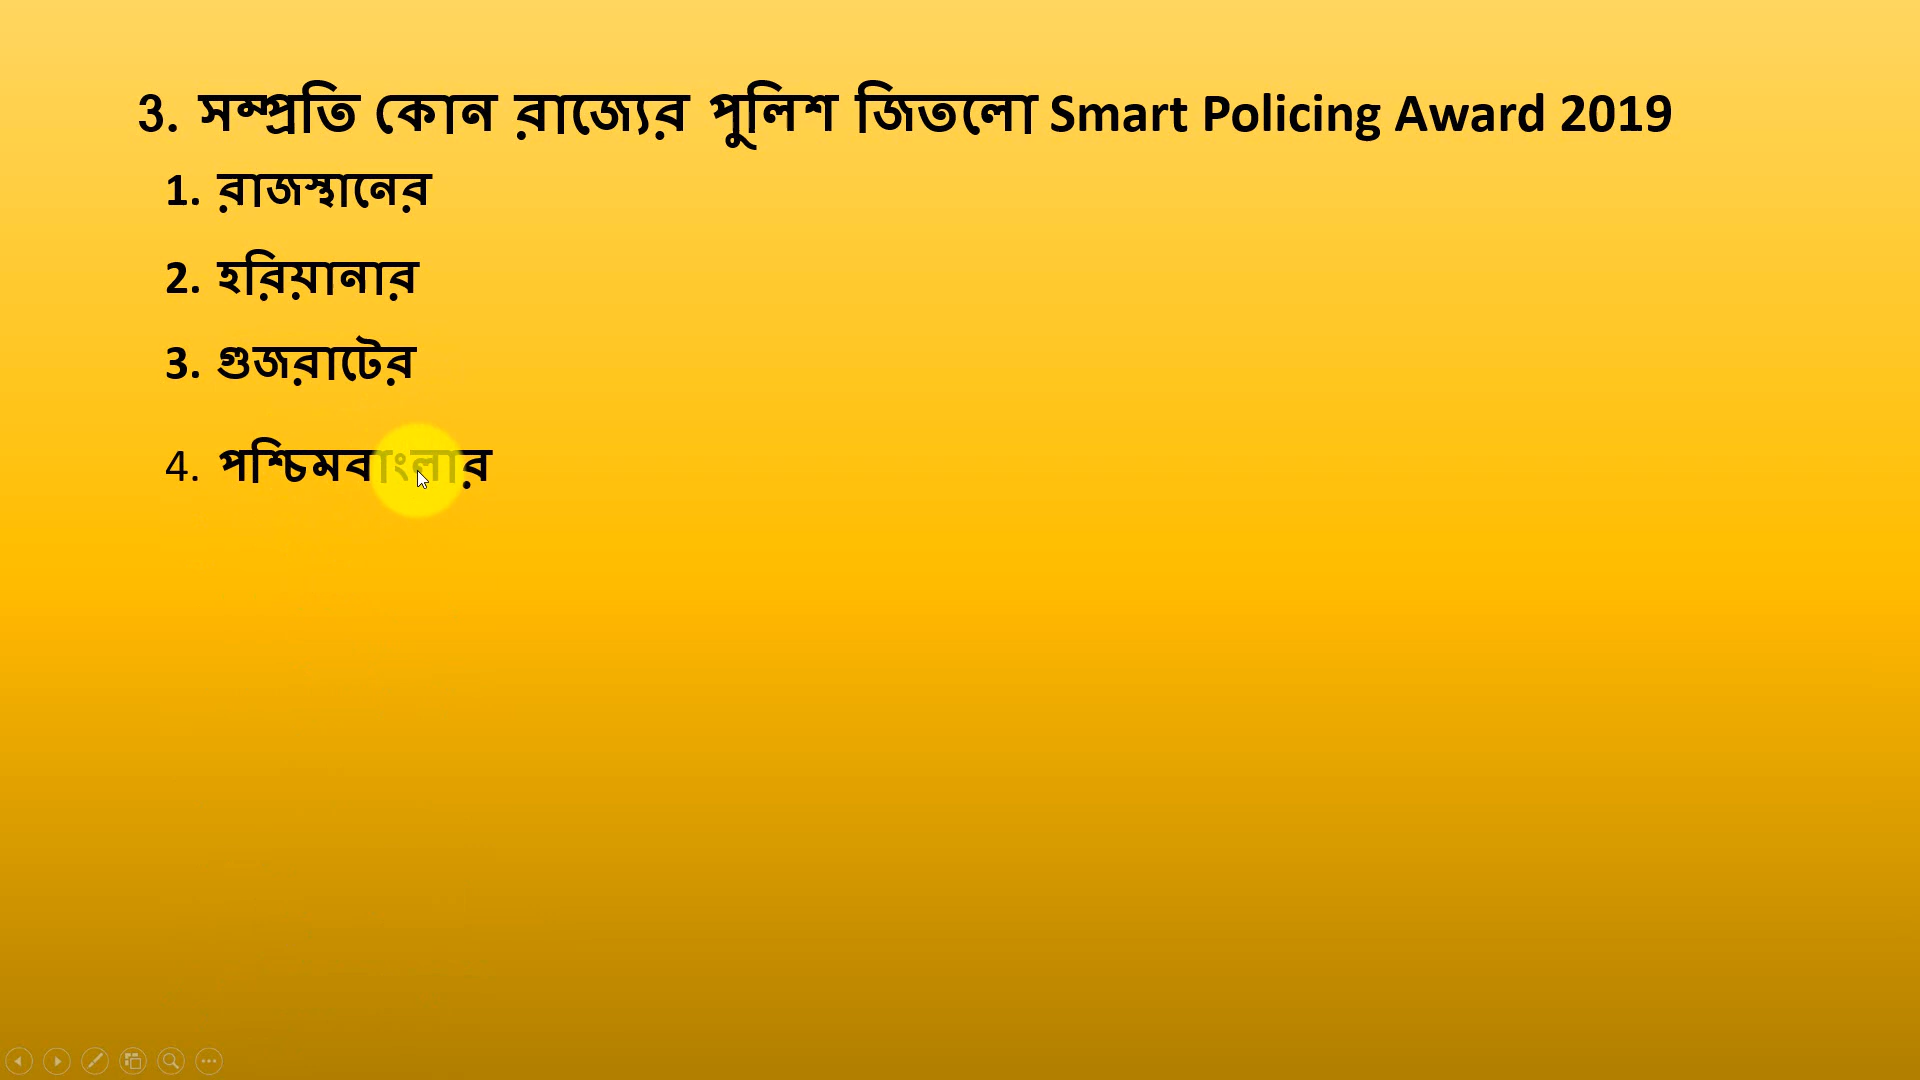 3. সম্প্রতি কোন রাজ্যের পুলিশ জিতলো Smart Policing Award 2019
1. রাজস্থানের
2. হরিয়ানার
3. গুজরাটের
4. পশ্চিমবাংলার